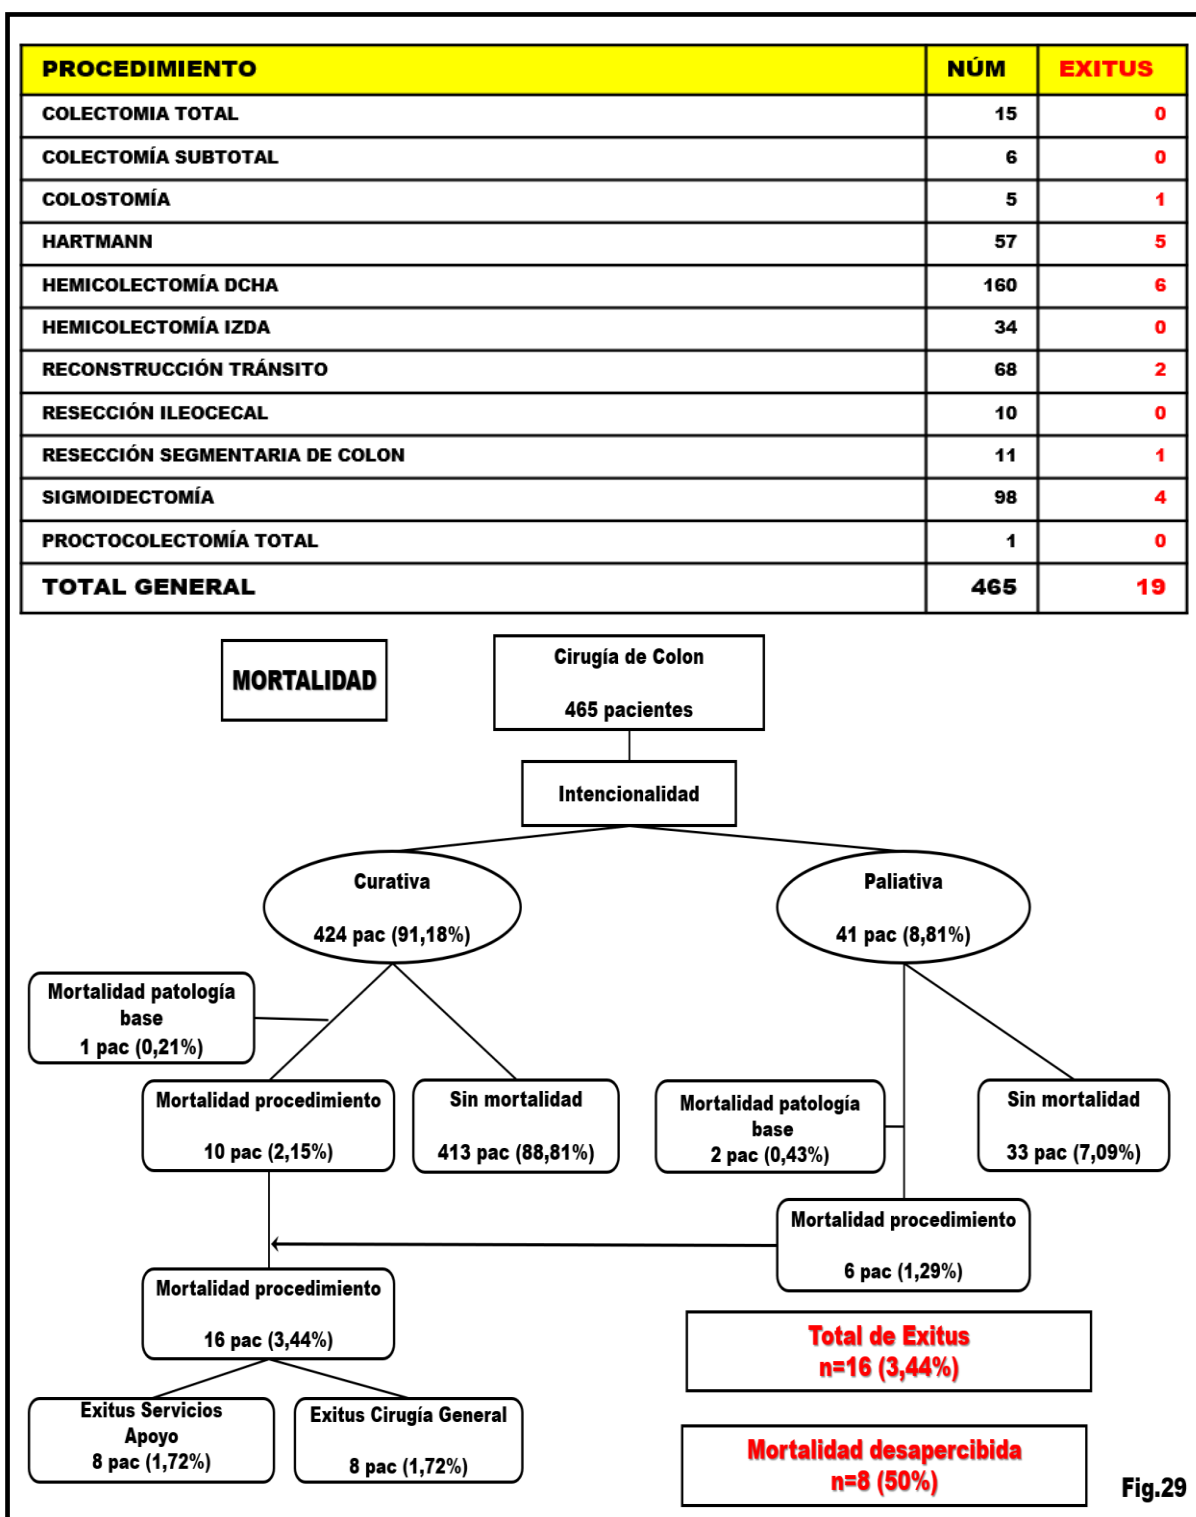 PROCEDIMIENTO NÚM EXITUS
COLECTOMIA TOTAL 15 0
COLECTOMÍA SUBTOTAL 6 0
COLOSTOMÍA 5 1
HARTMANN 57 5
HEMICOLECTOMÍA DCHA 160 6
HEMICOLECTOMÍA IZDA 34 0
RECONSTRUCCIÓN TRÁNSITO 68 2
RESECCIÓN ILEOCECAL 10 0
RESECCIÓN SEGMENTARIA DE COLON 11 1
SIGMOIDECTOMÍA 98 4
PROCTOCOLECTOMÍA TOTAL 1 0
TOTAL GENERAL 465 19
MORTALIDAD
Cirugía de Colon
465 pacientes
Intencionalidad
Curativa
424 pac (91,18%)
Paliativa
41 pac (8,81%)
Mortalidad patología
base
1 pac (0,21%)
Mortalidad procedimiento
10 pac (2,15%)
Sin mortalidad
413 pac (88,81%)
Mortalidad patología
base
2 pac (0,43%)
Sin mortalidad
33 pac (7,09%)
Mortalidad procedimiento
6 pac (1,29%)
Mortalidad procedimiento
16 pac (3,44%)
Total de Exitus
n=16 (3,44%)
Exitus Servicios
Apoyo
8 pac (1,72%)
Exitus Cirugía General
8 pac (1,72%)
Mortalidad desapercibida
n=8 (50%)
Fig.29